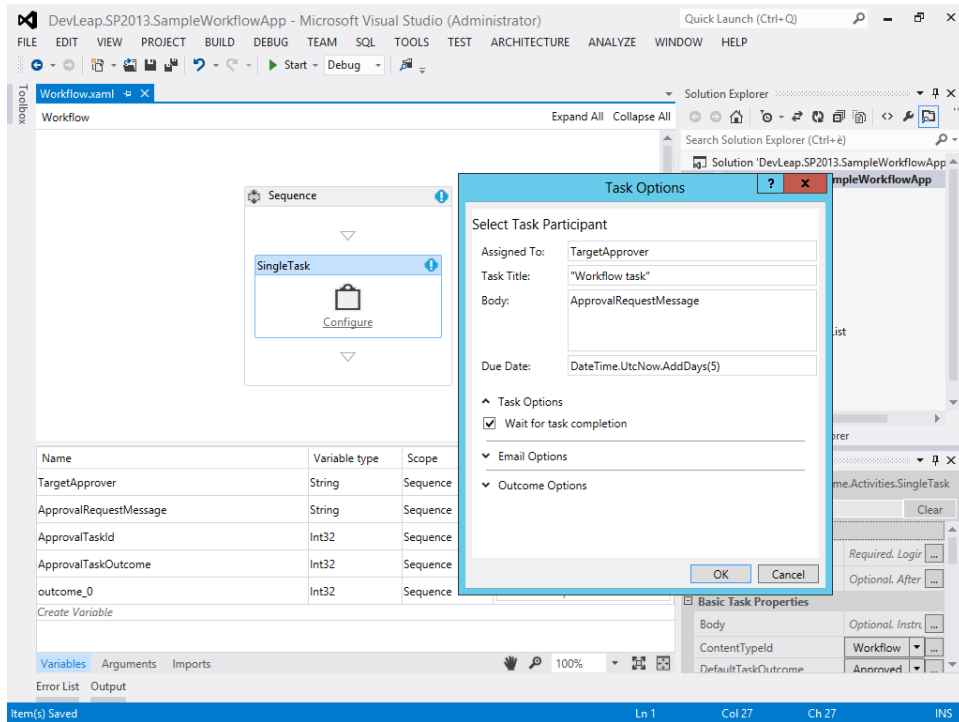 DevLeap.SP2013.SampleWorkflowApp - Microsoft Visual Studio (Administrator)
Quick Launch (Ctrl+Q)
FILE EDIT VIEW PROJECT BUILD DEBUG TEAM SQL TOOLS TEST ARCHITECTURE ANALYZE WINDOW HELP
Start Debug
Toolbox
Workflow.xaml
Workflow
Expand All Collapse All
Solution Explorer
Search Solution Explorer (Ctrl+è)
Solution 'DevLeap.SP2013.SampleWorkflowApp
mpleWorkflowApp
.ist
orer
Sequence
SingleTask
Configure
Task Options
?
x
Select Task Participant
Assigned To: TargetApprover
Task Title: "Workflow task"
Body: ApprovalRequestMessage
Due Date: DateTime.UtcNow.AddDays(5)
Task Options
Wait for task completion
Email Options
Outcome Options
OK Cancel
Name Variable type Scope
TargetApprover String Sequence
ApprovalRequestMessage String Sequence
ApprovalTaskId Int32 Sequence
ApprovalTaskOutcome Int32 Sequence
outcome_0 Int32 Sequence
Create Variable
Variables Arguments Imports
100%
me.Activities.SingleTask
Clear
Required. Logir ...
Optional. After ...
Basic Task Properties
Body Optional. Instru ...
ContentTypeId Workflow ...
DefaultTaskOutcome Approved ...
Error List Output
Item(s) Saved
Ln 1 Col 27 Ch 27 INS